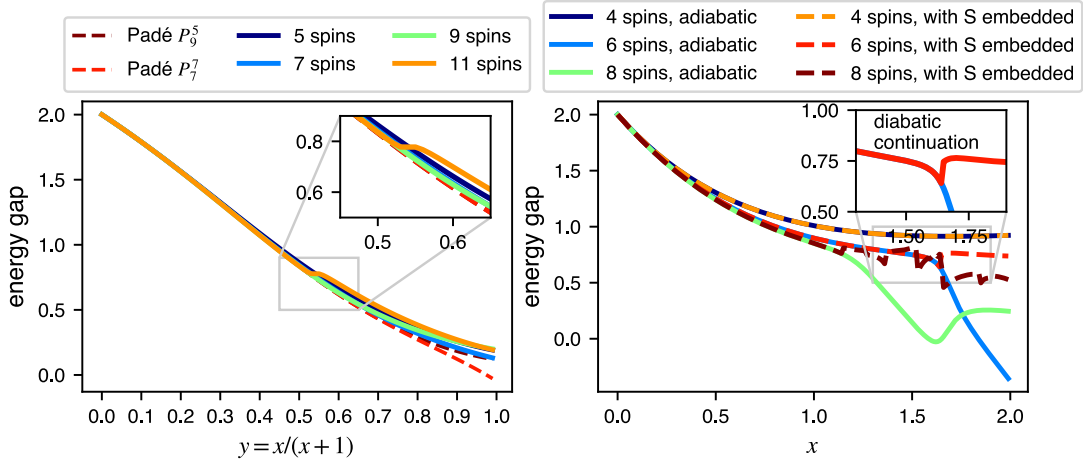 Padé $P_9^5$
Padé $P_7^7$
5 spins
7 spins
9 spins
11 spins
energy gap
2.0
1.5
1.0
0.5
0.0
0.8
0.6
0.5
0.6
0.0
0.1
0.2
0.3
0.4
0.5
0.6
0.7
0.8
0.9
1.0
y = x/(x + 1)
4 spins, adiabatic
6 spins, adiabatic
8 spins, adiabatic
4 spins, with S embedded
6 spins, with S embedded
8 spins, with S embedded
energy gap
2.0
1.5
1.0
0.5
0.0
1.00
0.75
0.50
diabatic
continuation
1.50
1.75
0.0
0.5
1.0
1.5
2.0
x